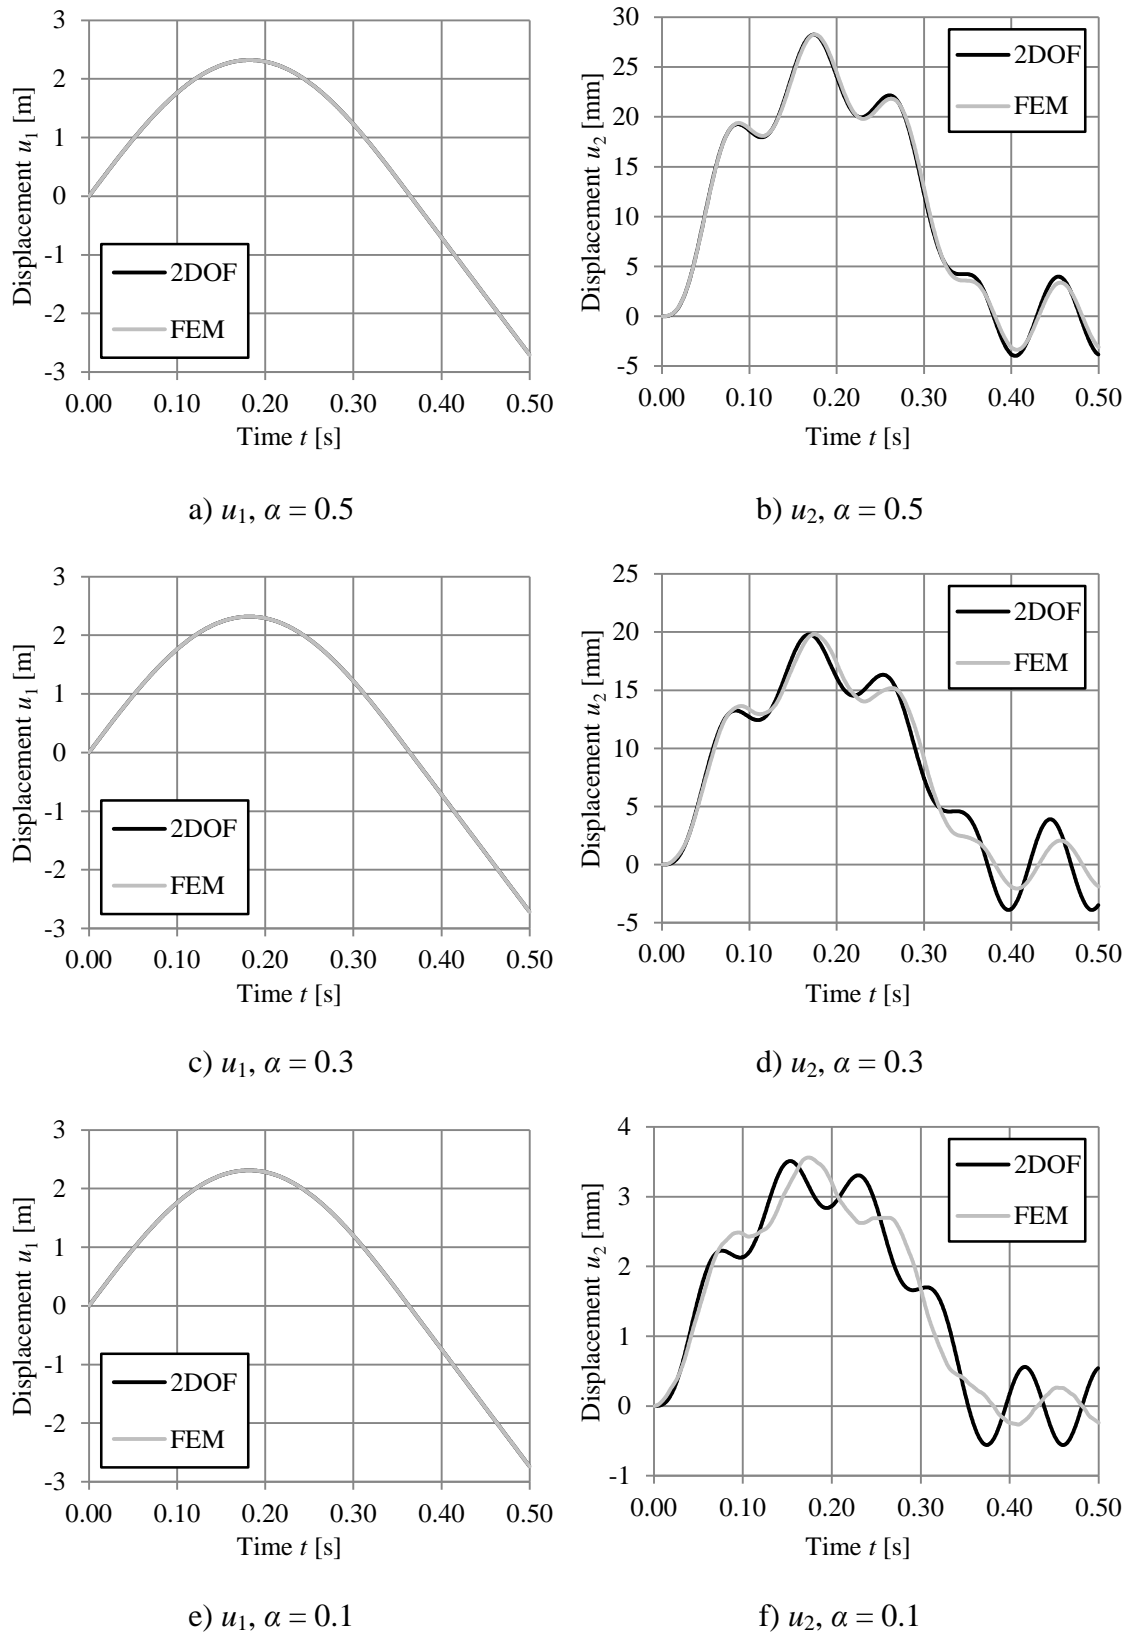 3
2
1
0
-1
-2
-3
Displacement u1 [m]
2DOF
FEM
0.00 0.10 0.20 0.30 0.40 0.50
Time t [s]
a) u1, α = 0.5
30
25
20
15
10
5
0
-5
Displacement u2 [mm]
2DOF
FEM
0.00 0.10 0.20 0.30 0.40 0.50
Time t [s]
b) u2, α = 0.5
3
2
1
0
-1
-2
-3
Displacement u1 [m]
2DOF
FEM
0.00 0.10 0.20 0.30 0.40 0.50
Time t [s]
c) u1, α = 0.3
25
20
15
10
5
0
-5
Displacement u2 [mm]
2DOF
FEM
0.00 0.10 0.20 0.30 0.40 0.50
Time t [s]
d) u2, α = 0.3
3
2
1
0
-1
-2
-3
Displacement u1 [m]
2DOF
FEM
0.00 0.10 0.20 0.30 0.40 0.50
Time t [s]
e) u1, α = 0.1
4
3
2
1
0
-1
Displacement u2 [mm]
2DOF
FEM
0.00 0.10 0.20 0.30 0.40 0.50
Time t [s]
f) u2, α = 0.1